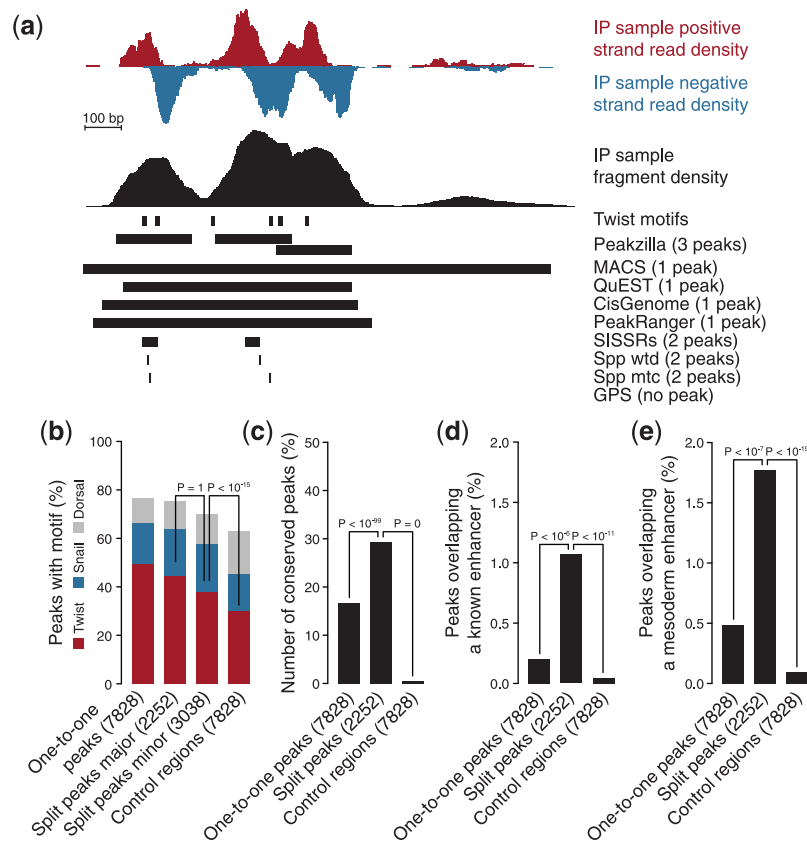 (a)
IP sample positive
strand read density
IP sample negative
strand read density
100 bp
IP sample
fragment density
Twist motifs
Peakzilla (3 peaks)
MACS (1 peak)
QuEST (1 peak)
CisGenome (1 peak)
PeakRanger (1 peak)
SISSRs (2 peaks)
Spp wtd (2 peaks)
Spp mtc (2 peaks)
GPS (no peak)
(b)
Peaks with motif (%)
Twist Snail Dorsal
100
80
60
40
20
0
P = 1
P < 10-15
One-to-one
peaks (7828)
Split peaks major (2252)
Split peaks minor (3038)
Control regions (7828)
(c)
Number of conserved peaks (%)
50
40
30
20
10
0
P < 10-99
P = 0
One-to-one peaks (7828)
Split peaks (2252)
Control regions (7828)
(d)
Peaks overlapping
a known enhancer (%)
2.0
1.5
1.0
0.5
0.0
P <10-6
P < 10-11
One-to-one peaks (7828)
Split peaks (2252)
Control regions (7828)
(e)
Peaks overlapping
a mesoderm enhancer (%)
2.0
1.5
1.0
0.5
0.0
P < 10-7
P < 10-19
One-to-one peaks (7828)
Split peaks (2252)
Control regions (7828)